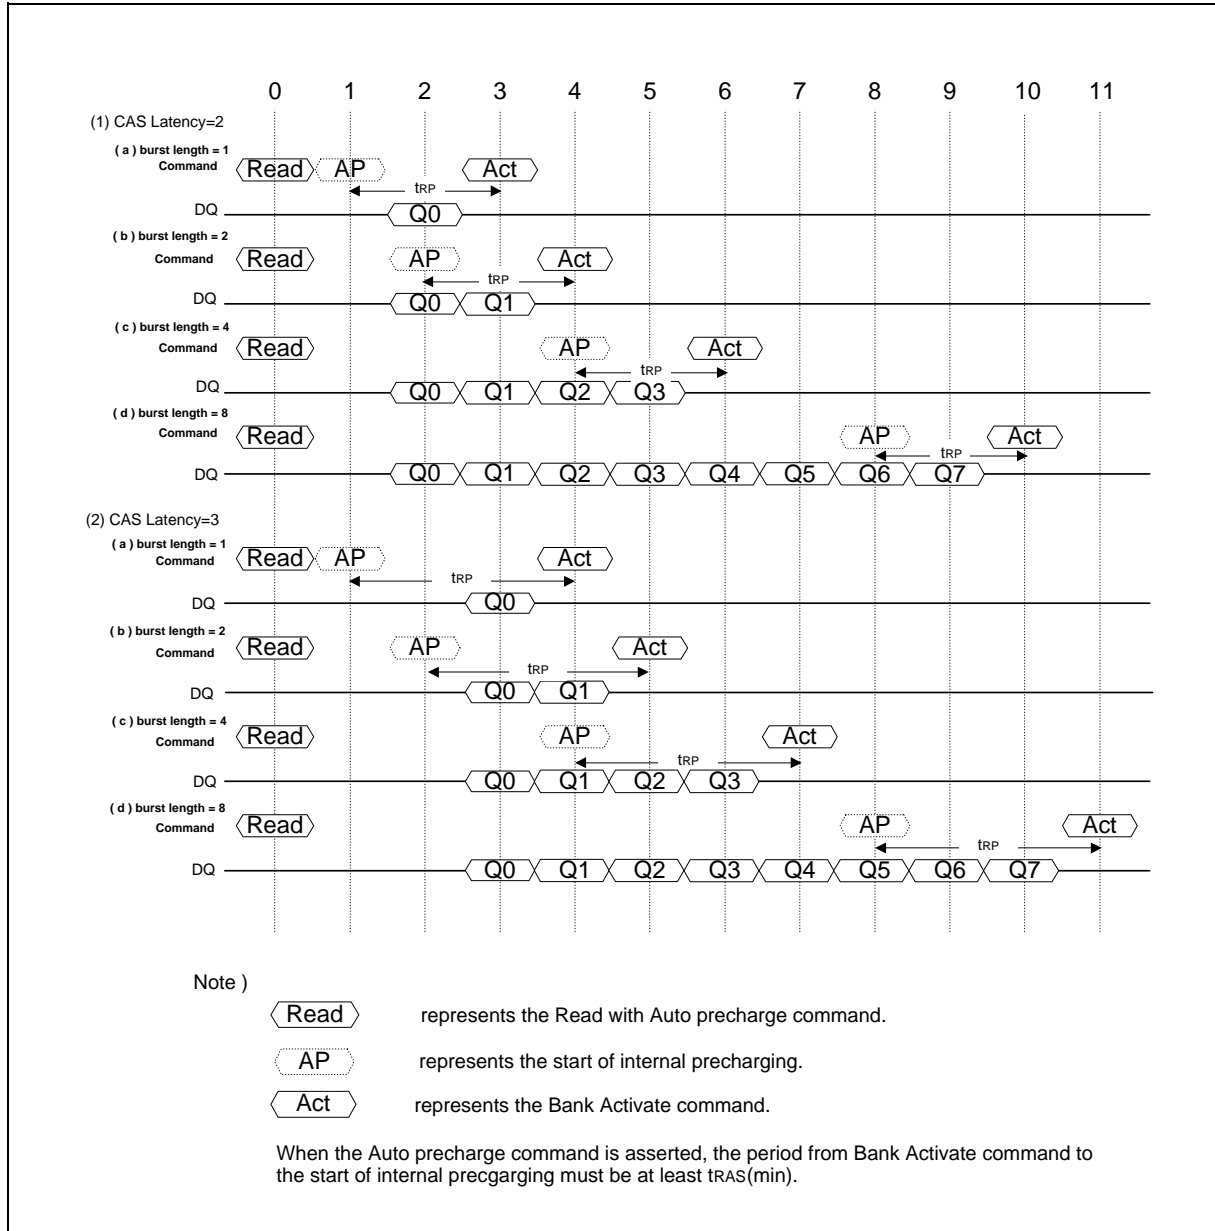 0 1 2 3 4 5 6 7 8 9 10 11
(1) CAS Latency=2
( a ) burst length = 1
Command Read AP Act
tRP
DQ Q0
( b ) burst length = 2
Command Read AP Act
tRP
DQ Q0 Q1
( c ) burst length = 4
Command Read AP Act
tRP
DQ Q0 Q1 Q2 Q3
( d ) burst length = 8
Command Read AP Act
tRP
DQ Q0 Q1 Q2 Q3 Q4 Q5 Q6 Q7
(2) CAS Latency=3
( a ) burst length = 1
Command Read AP Act
tRP
DQ Q0
( b ) burst length = 2
Command Read AP Act
tRP
DQ Q0 Q1
( c ) burst length = 4
Command Read AP Act
tRP
DQ Q0 Q1 Q2 Q3
( d ) burst length = 8
Command Read AP Act
tRP
DQ Q0 Q1 Q2 Q3 Q4 Q5 Q6 Q7
Note )
Read represents the Read with Auto precharge command.
AP represents the start of internal precharging.
Act represents the Bank Activate command.
When the Auto precharge command is asserted, the period from Bank Activate command to
the start of internal precgarging must be at least tRAS(min).